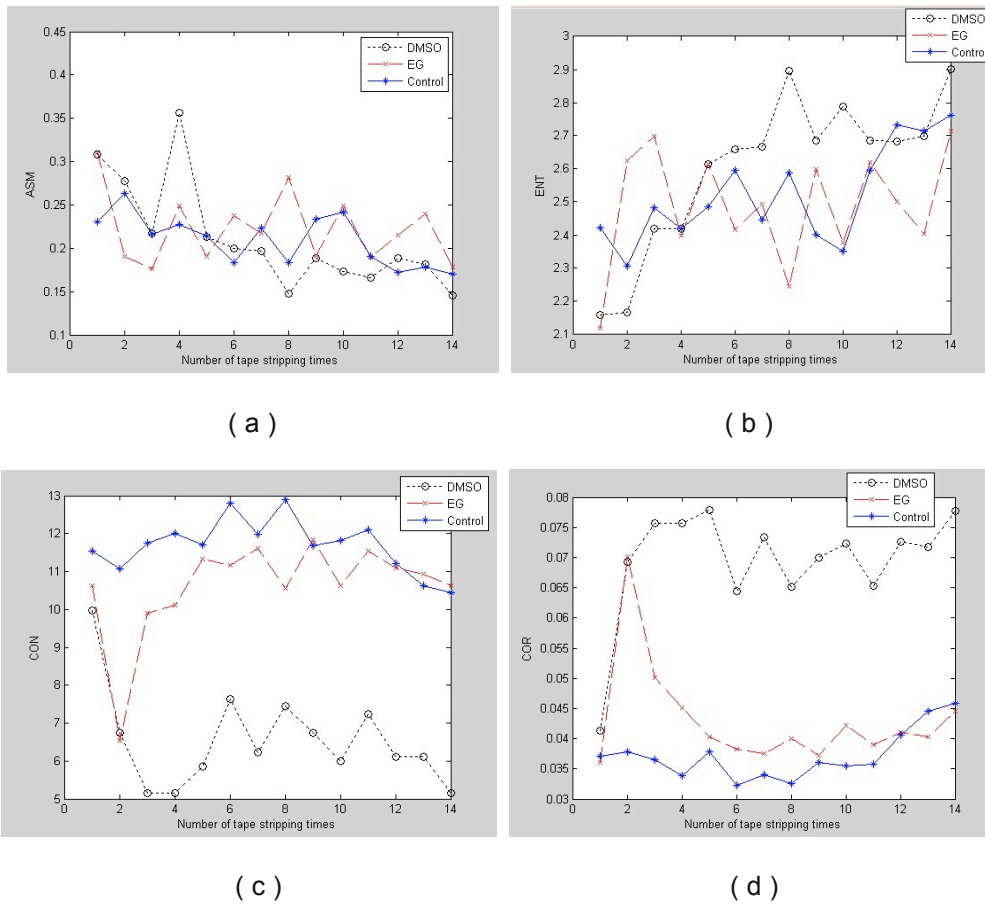 0.45
0.4
0.35
0.3
0.25
0.2
0.15
0.1
ASM
0 2 4 6 8 10 12 14
Number of tape stripping times
DMSO
EG
Control
( a )
3
2.9
2.8
2.7
2.6
2.5
2.4
2.3
2.2
2.1
ENT
0 2 4 6 8 10 12 14
Number of tape stripping times
DMSO
EG
Control
( b )
13
12
11
10
9
8
7
6
5
CON
0 2 4 6 8 10 12 14
Number of tape stripping times
DMSO
EG
Control
( c )
0.08
0.075
0.07
0.065
0.06
0.055
0.05
0.045
0.04
0.035
0.03
COR
0 2 4 6 8 10 12 14
Number of tape stripping times
DMSO
EG
Control
( d )